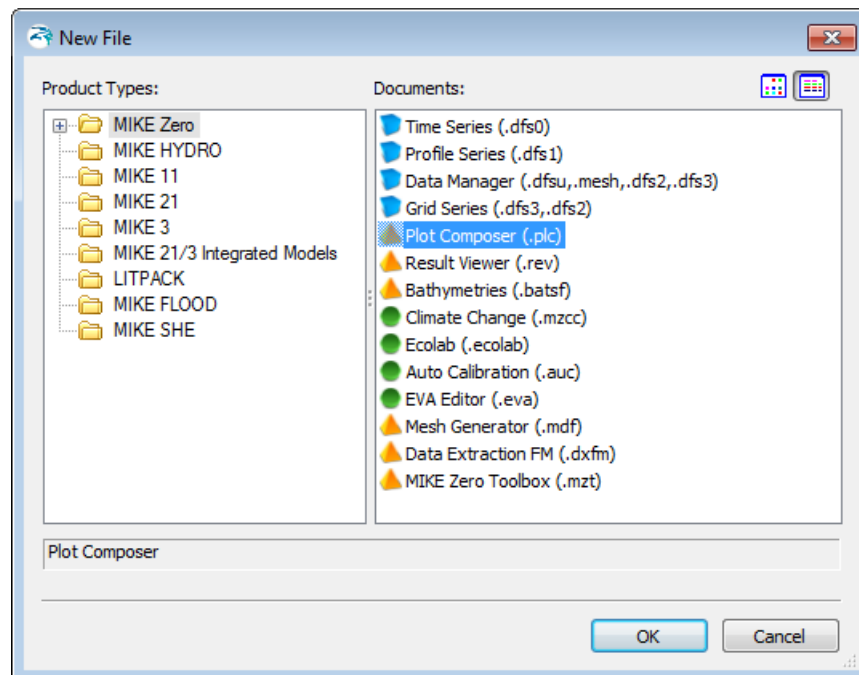 New File
Product Types:
Documents:
MIKE Zero
MIKE HYDRO
MIKE 11
MIKE 21
MIKE 3
MIKE 21/3 Integrated Models
LITPACK
MIKE FLOOD
MIKE SHE
Time Series (.dfs0)
Profile Series (.dfs1)
Data Manager (.dfsu,.mesh,.dfs2,.dfs3)
Grid Series (.dfs3,.dfs2)
Plot Composer (.plc)
Result Viewer (.rev)
Bathymetries (.batsf)
Climate Change (.mzcc)
Ecolab (.ecolab)
Auto Calibration (.auc)
EVA Editor (.eva)
Mesh Generator (.mdf)
Data Extraction FM (.dxfm)
MIKE Zero Toolbox (.mzt)
Plot Composer
OK
Cancel